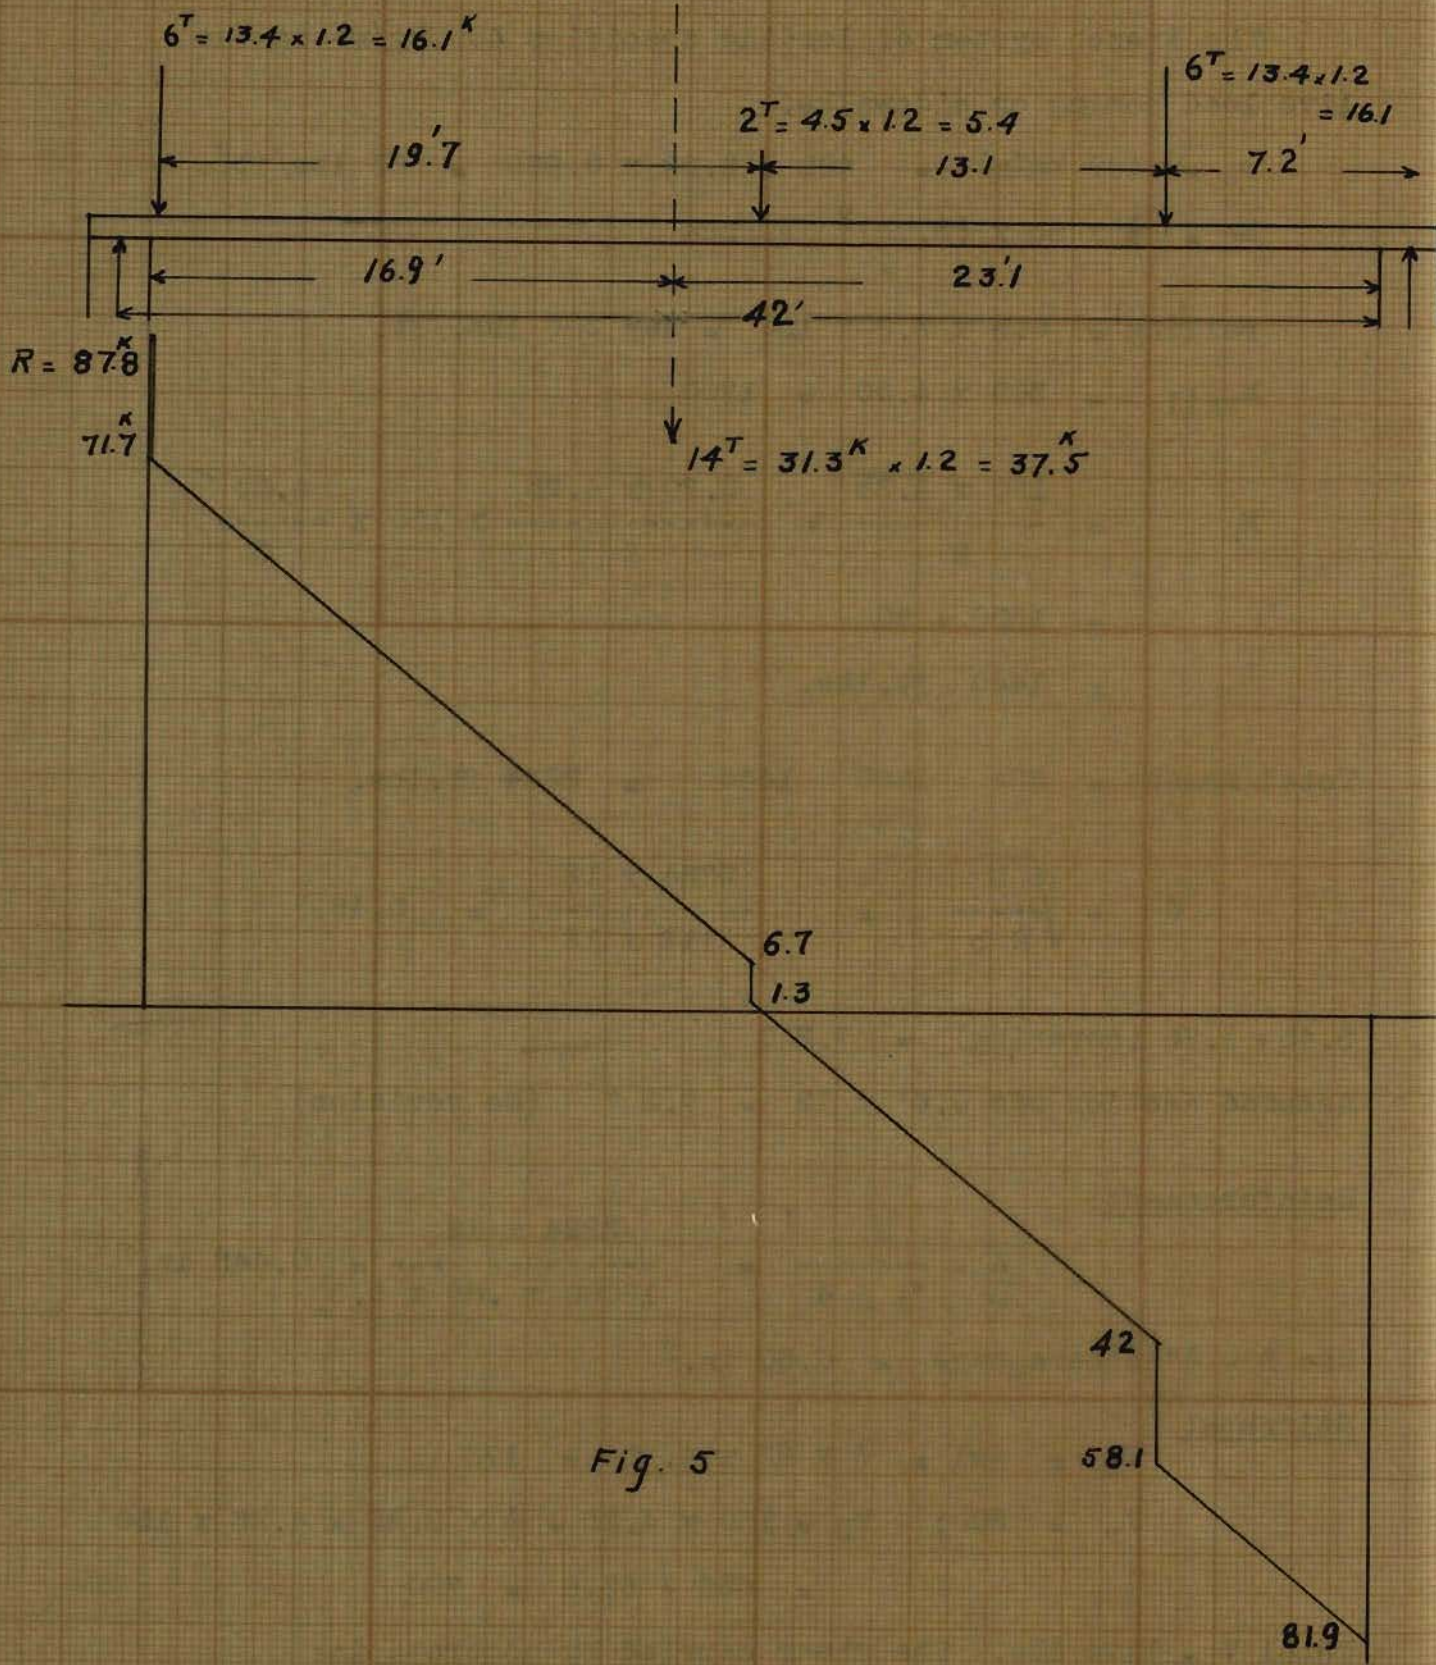 6ᵀ = 13.4 x 1.2 = 16.1ᴷ
6ᵀ = 13.4 x 1.2
= 16.1
2ᵀ = 4.5 x 1.2 = 5.4
19.'7
13.1
7.2'
16.9'
23.'1
42'
R = 87.8ᴷ
71.7ᴷ
14ᵀ = 31.3ᴷ x 1.2 = 37.5ᴷ
6.7
1.3
42
Fig. 5
58.1
81.9